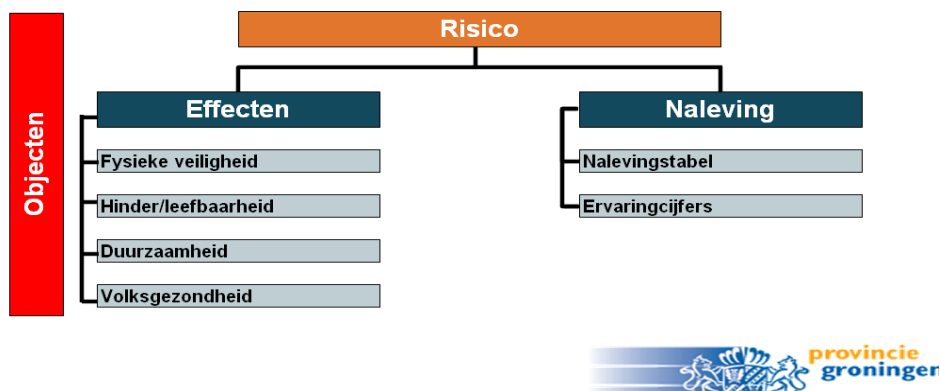 Objecten
Risico
Effecten
Fysieke veiligheid
Hinder/leefbaarheid
Duurzaamheid
Volksgezondheid
Naleving
Nalevingstabel
Ervaringcijfers
provincie
groningen